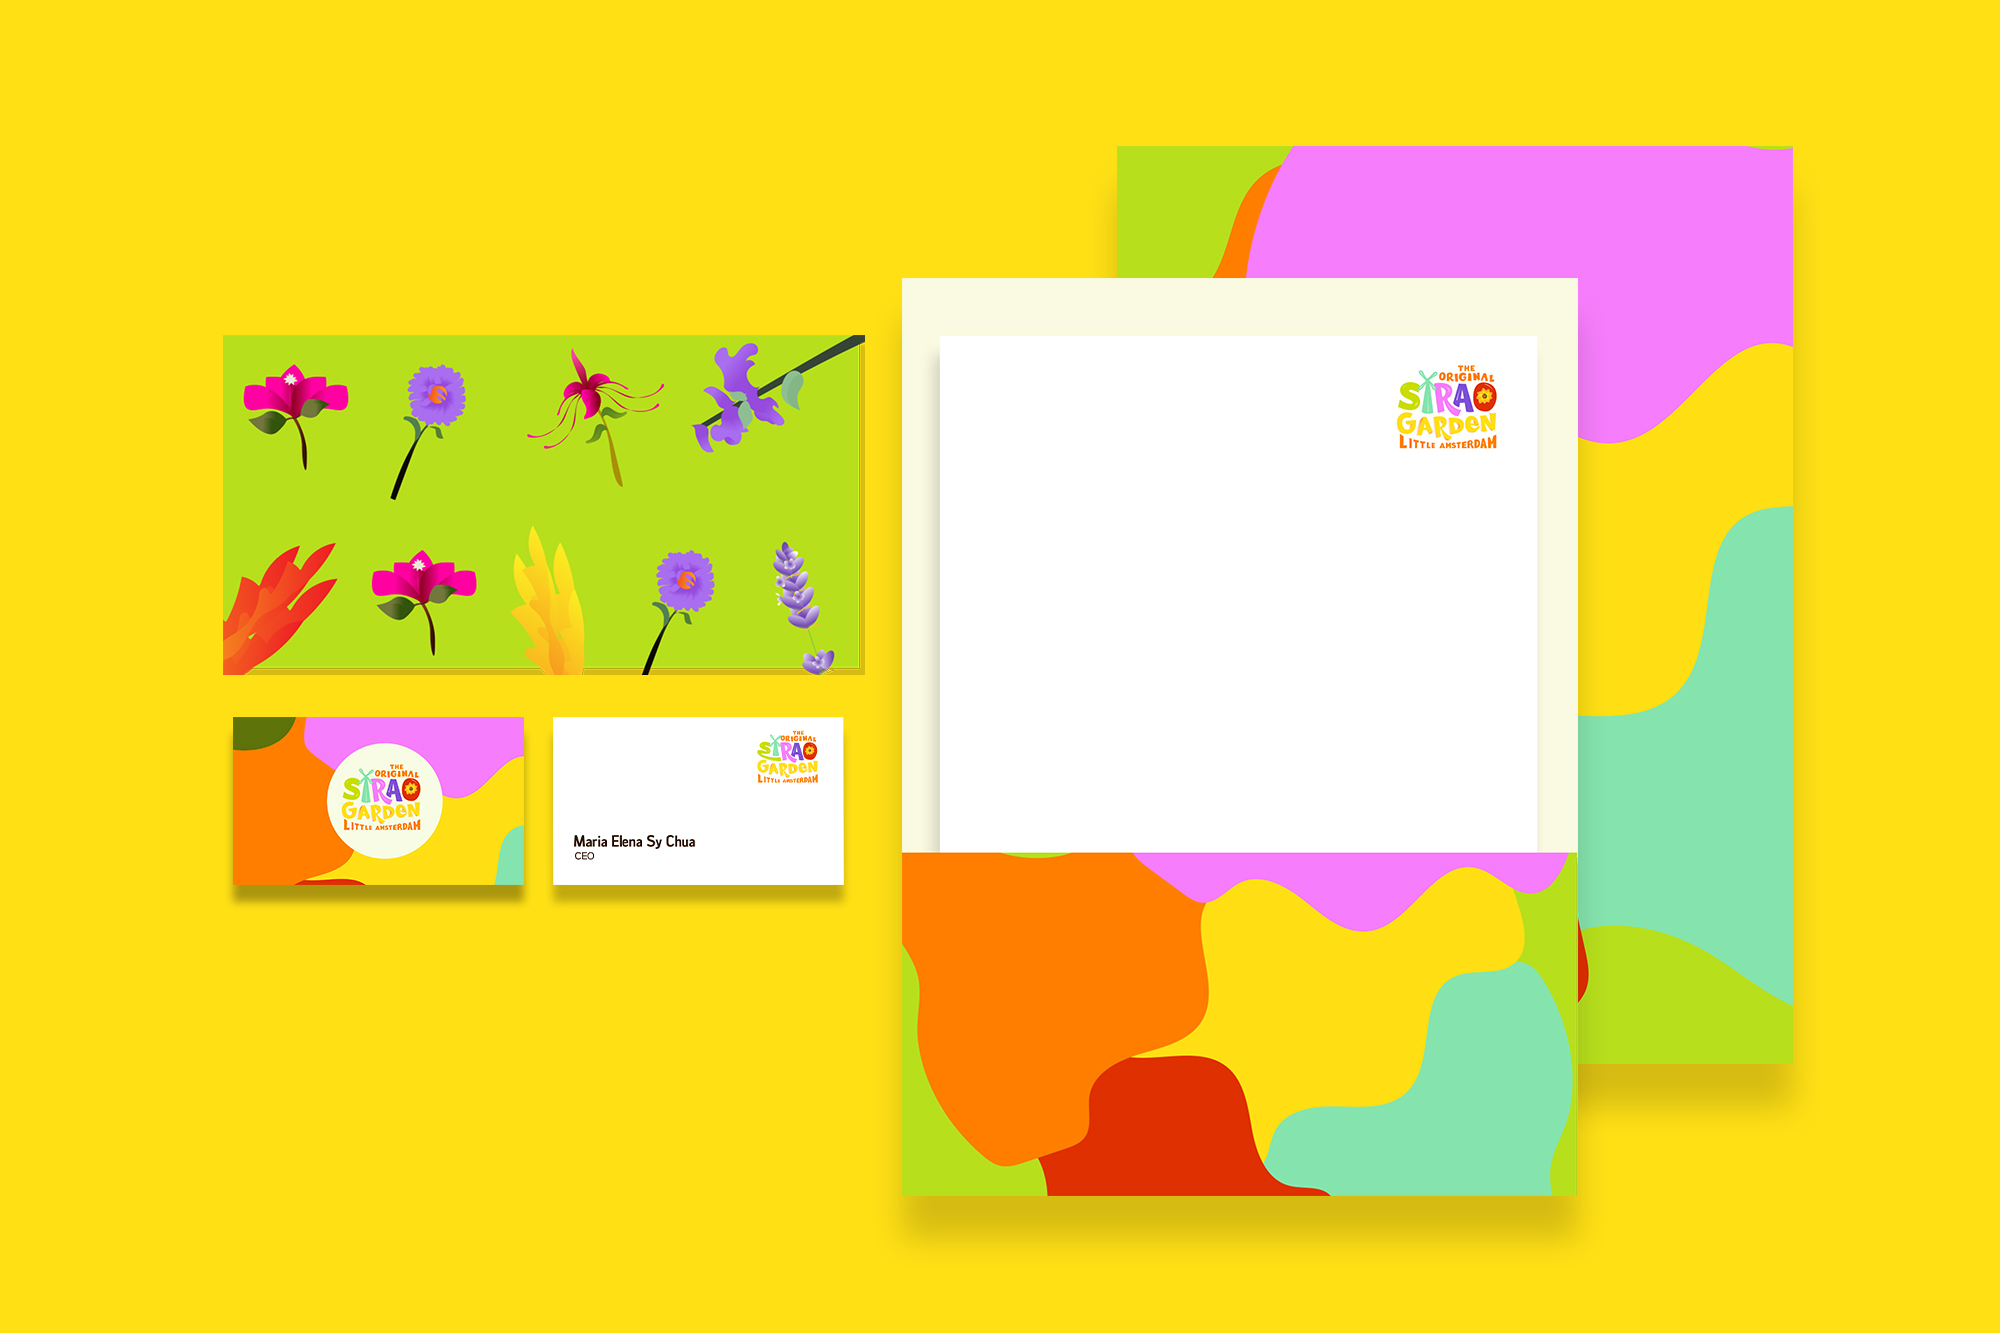 THE
ORIGINAL
SIRAO
GARDEN
LITTLE AMSTERDAM
THE
ORIGINAL
SIRAO
GARDEN
LITTLE AMSTERDAM
THE
ORIGINAL
SIRAO
GARDEN
LITTLE AMSTERDAM
Maria Elena Sy Chua
CEO